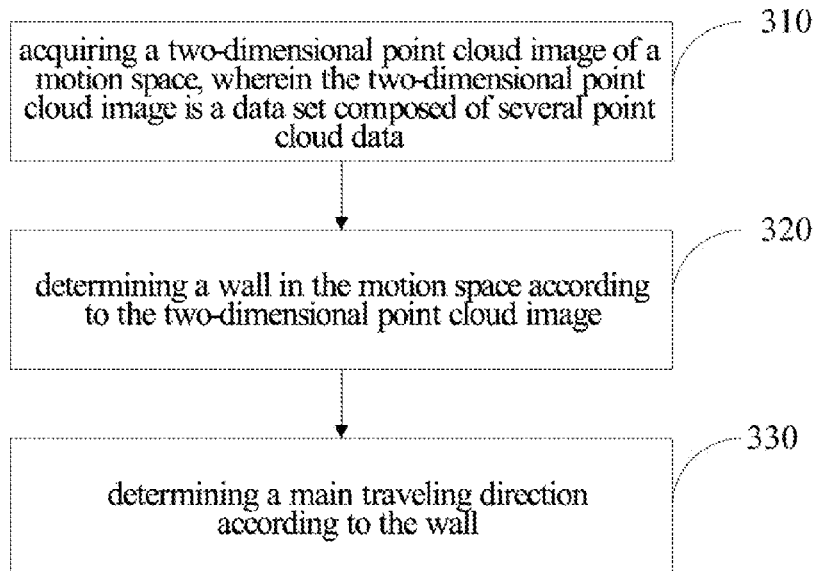 310
acquiring a two-dimensional point cloud image of a
motion space, wherein the two-dimensional point
cloud image is a data set composed of several point
cloud data
320
determining a wall in the motion space according
to the two-dimensional point cloud image
330
determining a main traveling direction
according to the wall